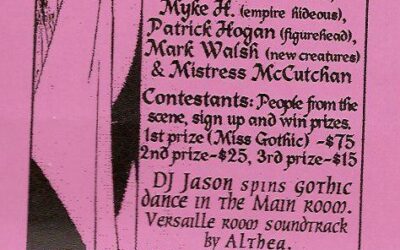 Myke H. (empire hideous),
Patrick Hogan (figurehead),
Mark Walsh (new creatures)
& Mistress McCutchan
Contestants: People from the
scene, sign up and win prizes.
1st prize (Miss Gothic) -$75
2nd prize-$25, 3rd prize-$15
DJ Jason spins gothic
dance in the Main Room.
Versaille room soundtrack
by Althea.